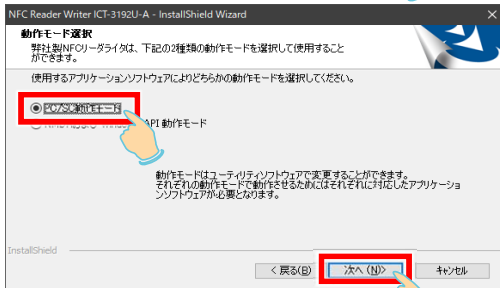 NFC Reader Writer ICT-3192U-A - InstallShield Wizard
動作モード選択
弊社製NFCリーダライタは、下記の2種類の動作モードを選択して使用すること
ができます。
使用するアプリケーションソフトウェアによりどちらかの動作モードを選択してください。
PC/SC動作モード
API 動作モード
動作モードはユーティリティソフトウェアで変更することができます。
それぞれの動作モードで動作させるためにはそれぞれに対応したアプリケーショ
ンソフトウェアが必要となります。
InstallShield
< 戻る(B)
次へ (N)>
キャンセル